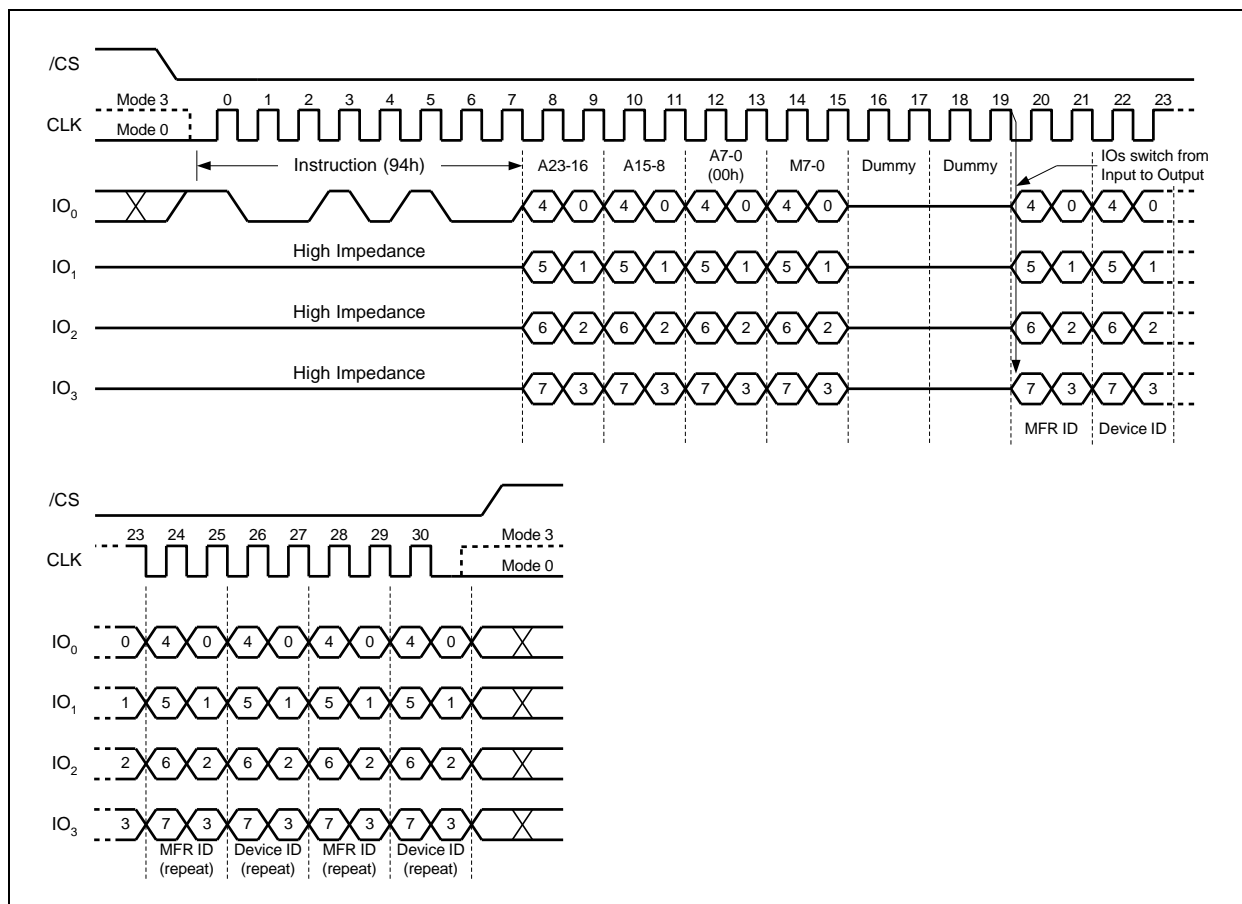 /CS
Mode 3 0 1 2 3 4 5 6 7 8 9 10 11 12 13 14 15 16 17 18 19 20 21 22 23
CLK Mode 0
Instruction (94h) A23-16 A15-8 A7-0 (00h) M7-0 Dummy Dummy IOs switch from Input to Output
IO0 4 0 4 0 4 0 4 0 4 0 4 0
High Impedance
IO1 5 1 5 1 5 1 5 1 5 1 5 1
High Impedance
IO2 6 2 6 2 6 2 6 2 6 2 6 2
High Impedance
IO3 7 3 7 3 7 3 7 3 7 3 7 3
MFR ID Device ID
/CS
23 24 25 26 27 28 29 30 Mode 3
CLK Mode 0
IO0 0 4 0 4 0 4 0 4 0
IO1 1 5 1 5 1 5 1 5 1
IO2 2 6 2 6 2 6 2 6 2
IO3 3 7 3 7 3 7 3 7 3
MFR ID (repeat) Device ID (repeat) MFR ID (repeat) Device ID (repeat)